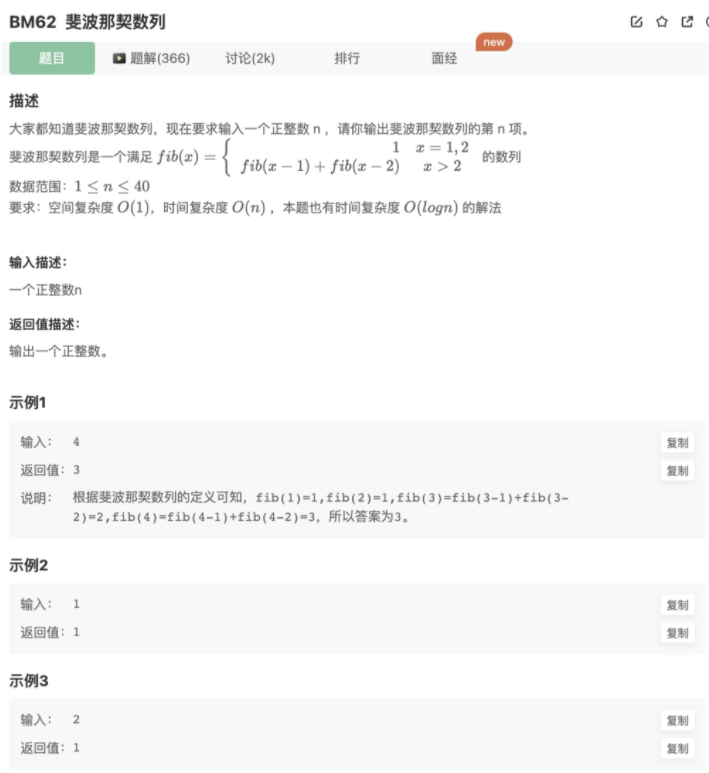 BM62 斐波那契数列
题目 题解(366) 讨论(2k) 排行 面经 new
描述
大家都知道斐波那契数列，现在要求输入一个正整数 n ，请你输出斐波那契数列的第 n 项。
斐波那契数列是一个满足 fib(x) = { 1 x = 1,2
fib(x − 1) + fib(x − 2) x > 2 的数列
数据范围：1 ≤ n ≤ 40
要求：空间复杂度 O(1)，时间复杂度 O(n) ，本题也有时间复杂度 O(logn) 的解法
输入描述：
一个正整数n
返回值描述：
输出一个正整数。
示例1
输入： 4 复制
返回值：3 复制
说明： 根据斐波那契数列的定义可知，fib(1)=1,fib(2)=1,fib(3)=fib(3-1)+fib(3-
2)=2,fib(4)=fib(4-1)+fib(4-2)=3，所以答案为3。
示例2
输入： 1 复制
返回值：1 复制
示例3
输入： 2 复制
返回值：1 复制